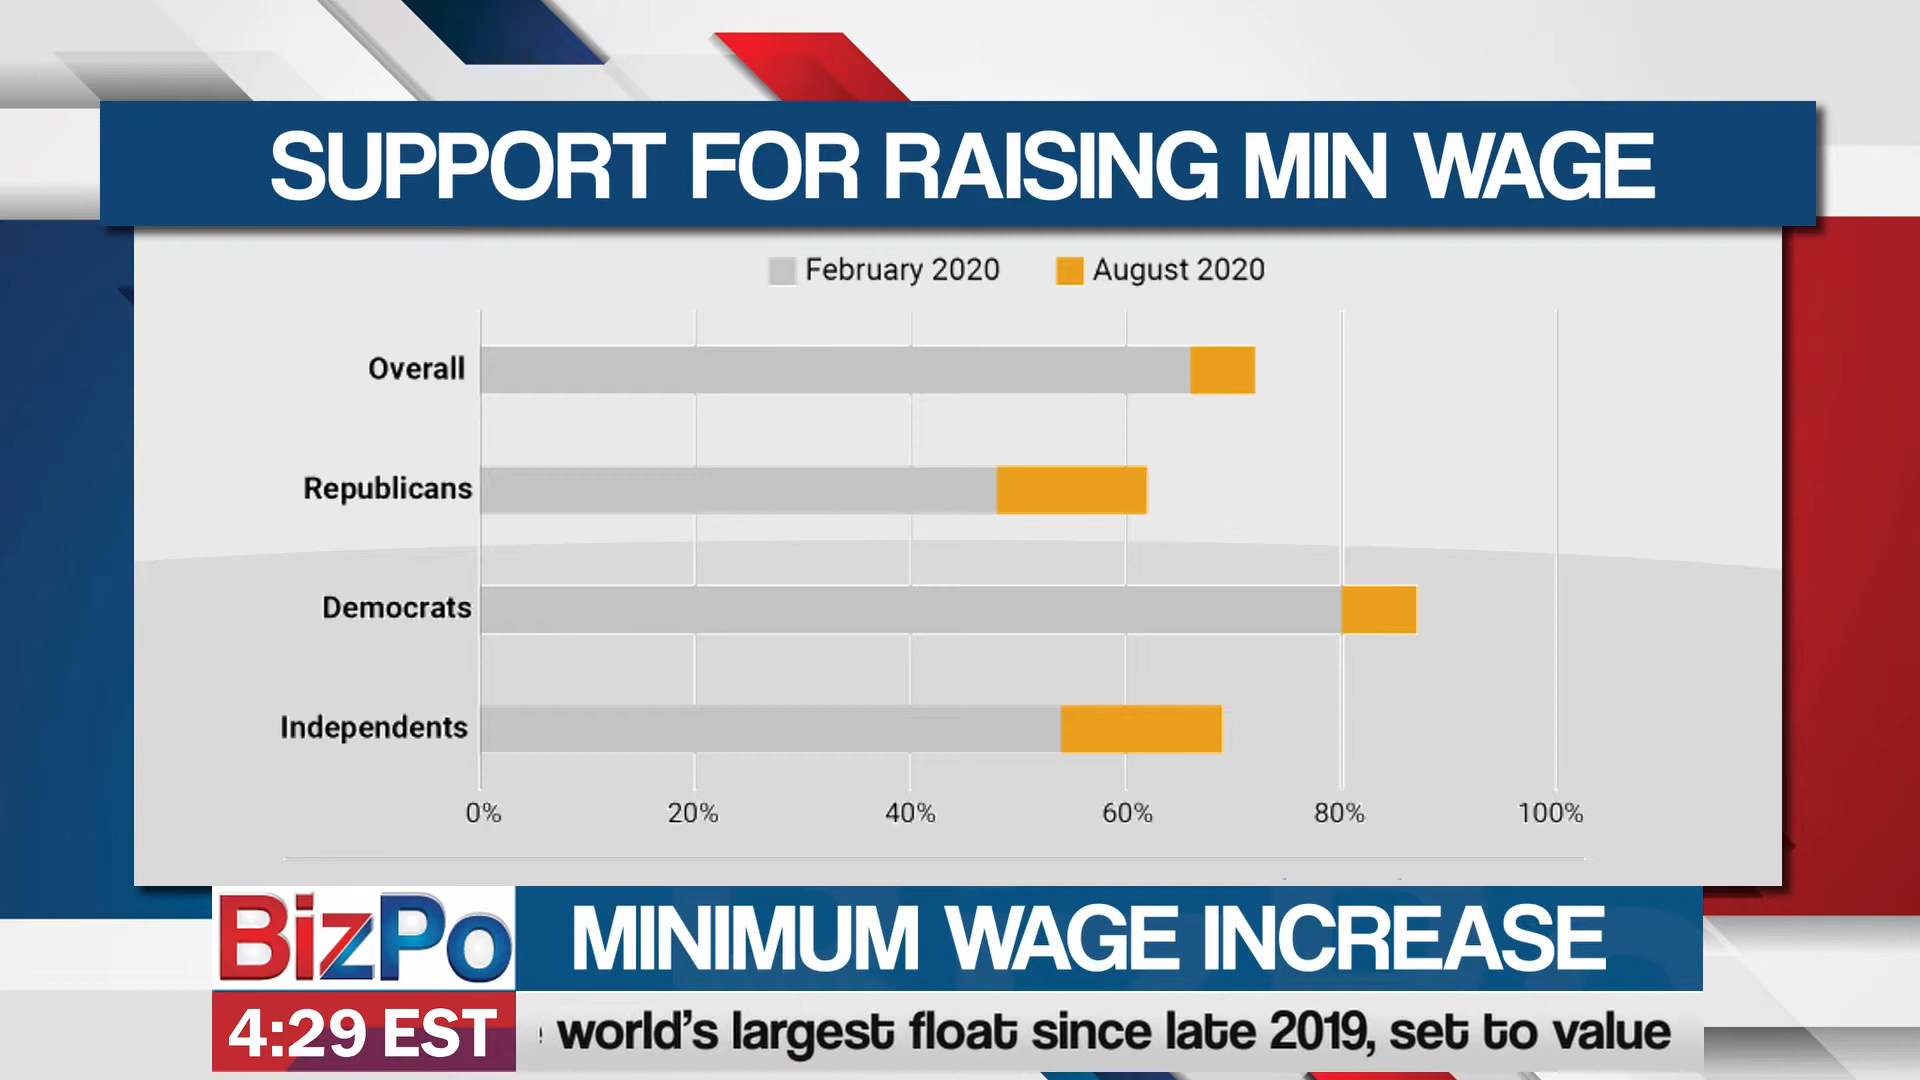 SUPPORT FOR RAISING MIN WAGE
February 2020 August 2020
Overall
Republicans
Democrats
Independents
0% 20% 40% 60% 80% 100%
BizPo
MINIMUM WAGE INCREASE
4:29 EST
world's largest float since late 2019, set to value